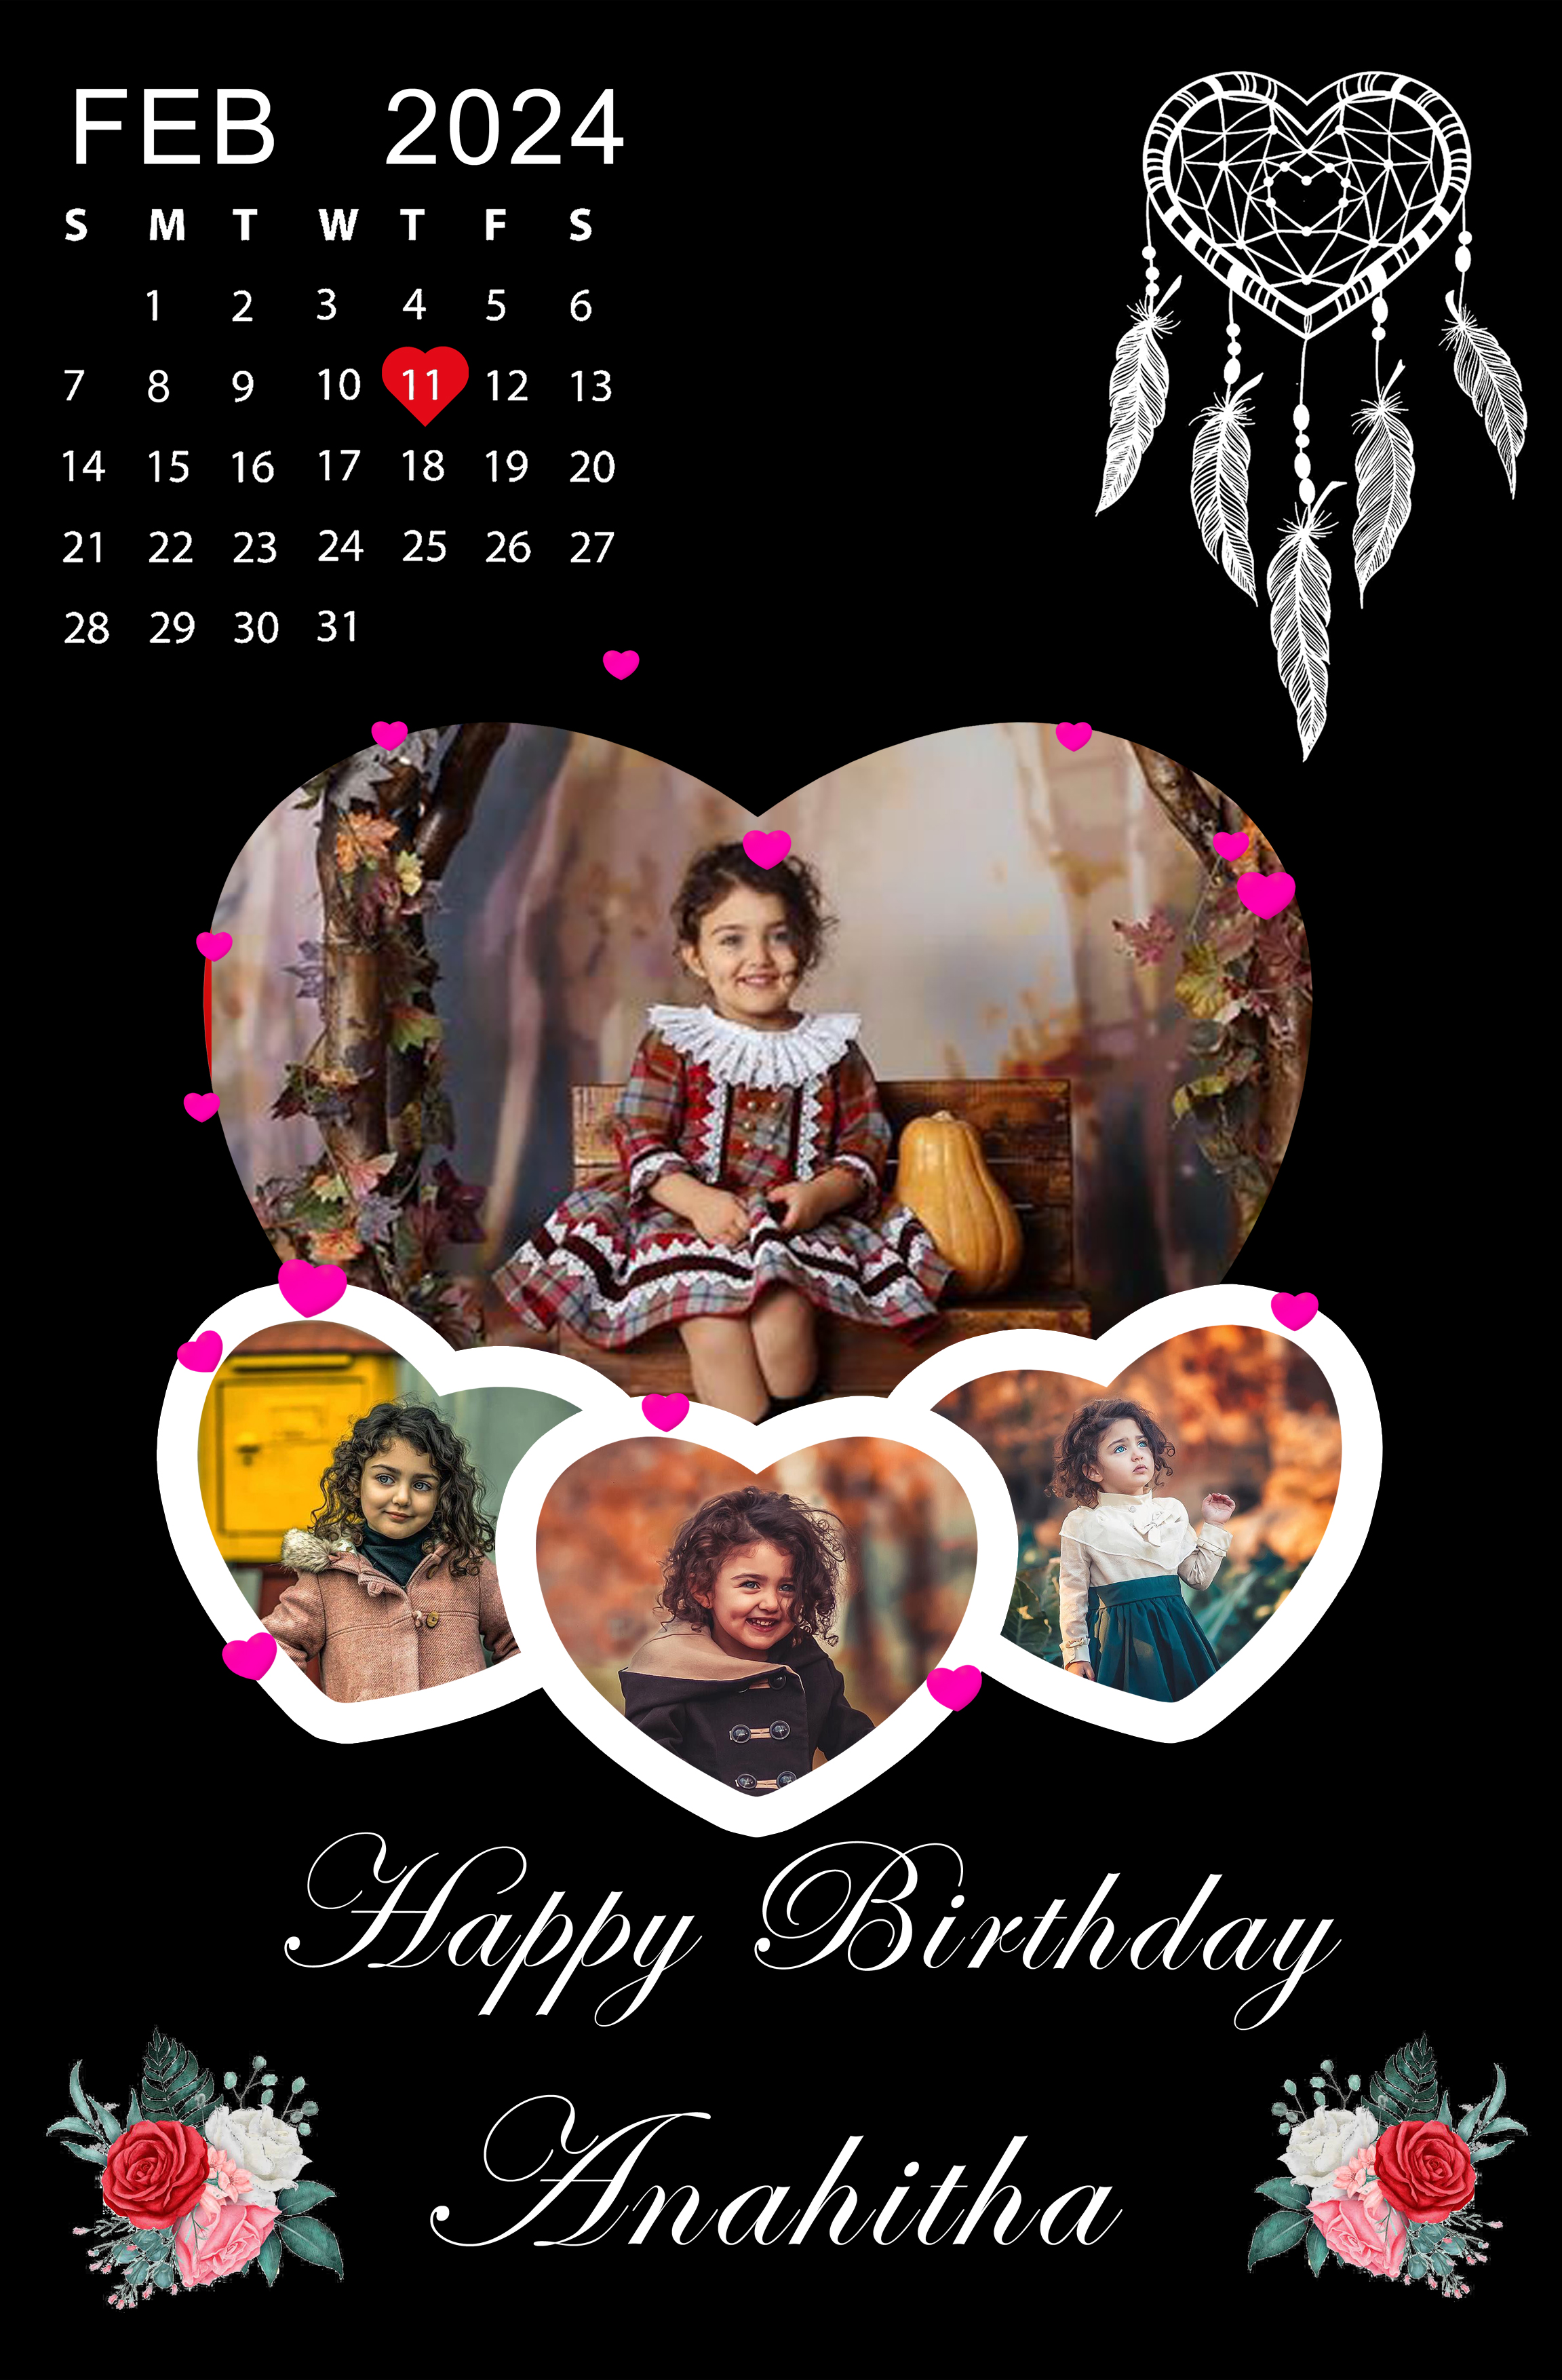 FEB 2024
S M T W T F S
1 2 3 4 5 6
7 8 9 10 11 12 13
14 15 16 17 18 19 20
21 22 23 24 25 26 27
28 29 30 31
Happy Birthday
Anahitha